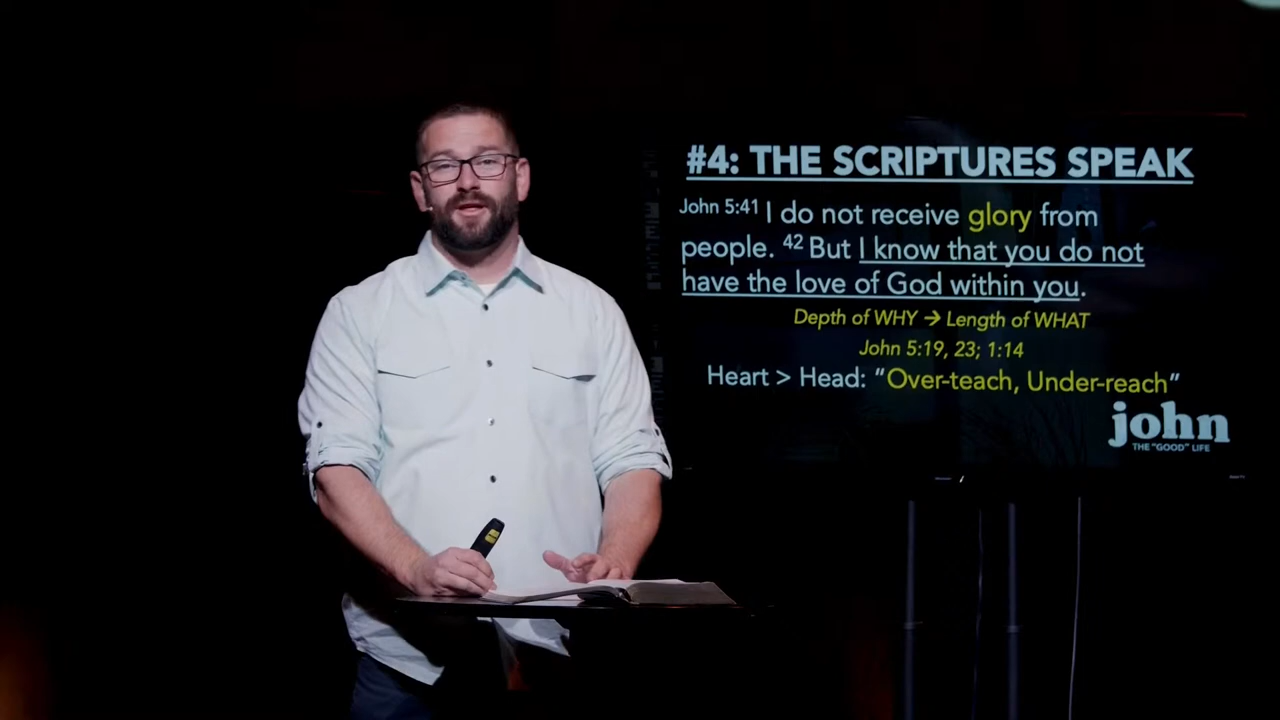 #4: THE SCRIPTURES SPEAK
John 5:41 I do not receive glory from
people. 42 But I know that you do not
have the love of God within you.
Depth of WHY → Length of WHAT
John 5:19, 23; 1:14
Heart > Head: "Over-teach, Under-reach"
john
THE "GOOD" LIFE